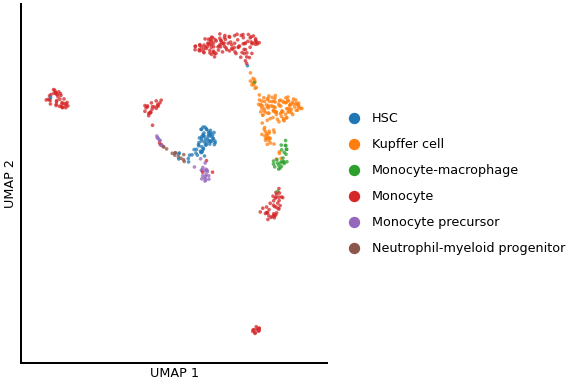 UMAP 2
UMAP 1
HSC
Kupffer cell
Monocyte-macrophage
Monocyte
Monocyte precursor
Neutrophil-myeloid progenitor